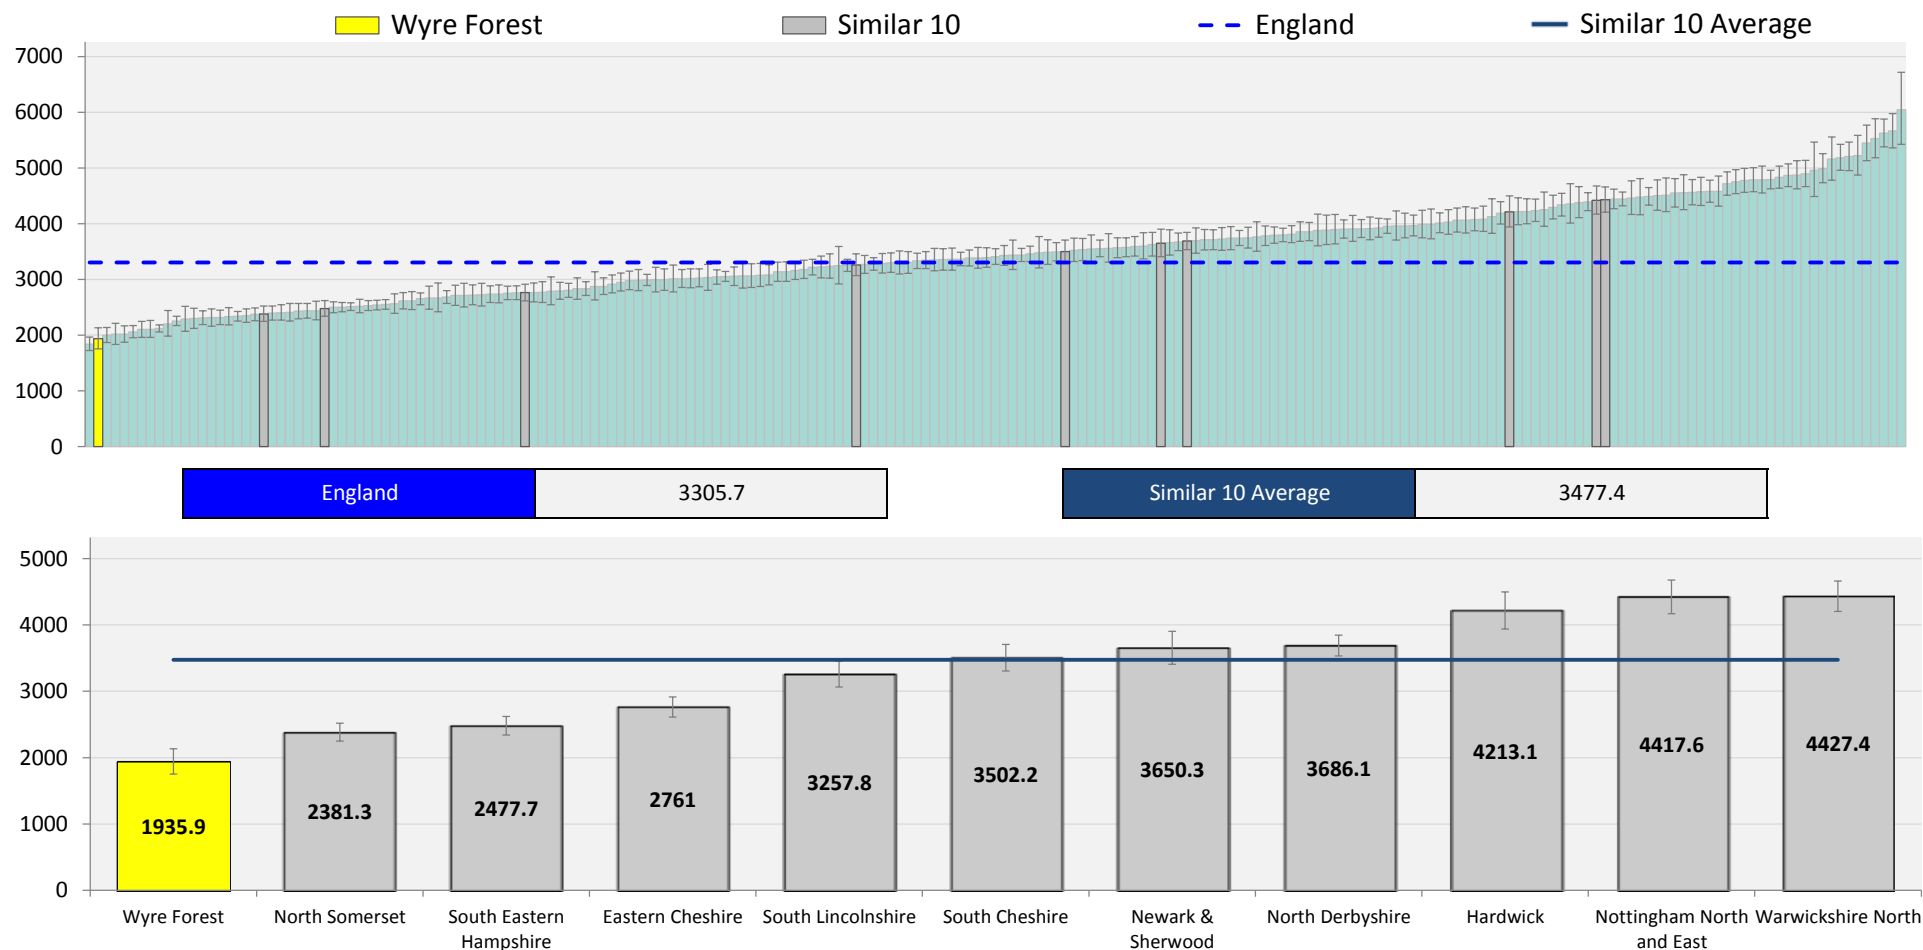 Wyre Forest
Similar 10
England
Similar 10 Average
7000
6000
5000
4000
3000
2000
1000
0
England
3305.7
Similar 10 Average
3477.4
5000
4000
3000
2000
1000
0
1935.9
2381.3
2477.7
2761
3257.8
3502.2
3650.3
3686.1
4213.1
4417.6
4427.4
Wyre Forest
North Somerset
South Eastern
Hampshire
Eastern Cheshire
South Lincolnshire
South Cheshire
Newark &
Sherwood
North Derbyshire
Hardwick
Nottingham North
and East
Warwickshire North